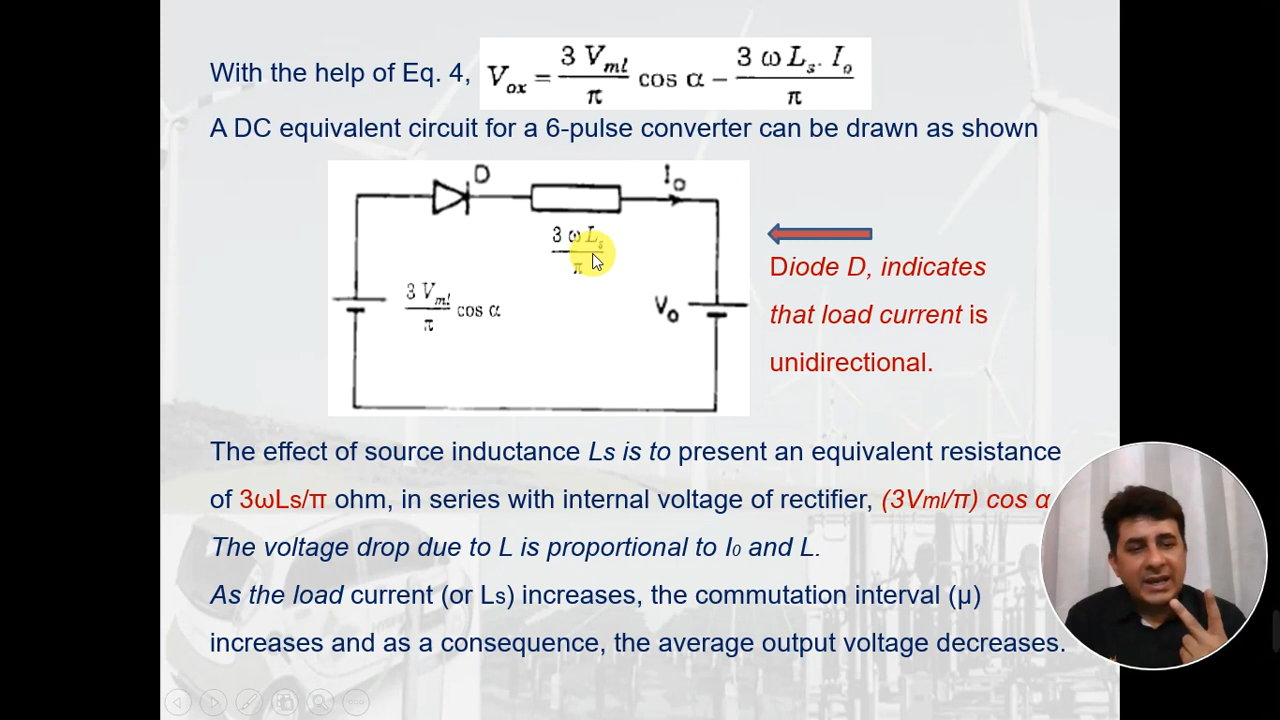 With the help of Eq. 4, V_ox = 3 V_ml / π cos α − 3 ω L_s. I_o / π
A DC equivalent circuit for a 6-pulse converter can be drawn as shown
D
I_o
3 ω L_s / π
3 V_ml / π cos α
V_o
Diode D, indicates
that load current is
unidirectional.
The effect of source inductance Ls is to present an equivalent resistance
of 3ωLs/π ohm, in series with internal voltage of rectifier, (3Vml/π) cos α
The voltage drop due to L is proportional to I0 and L.
As the load current (or Ls) increases, the commutation interval (μ)
increases and as a consequence, the average output voltage decreases.